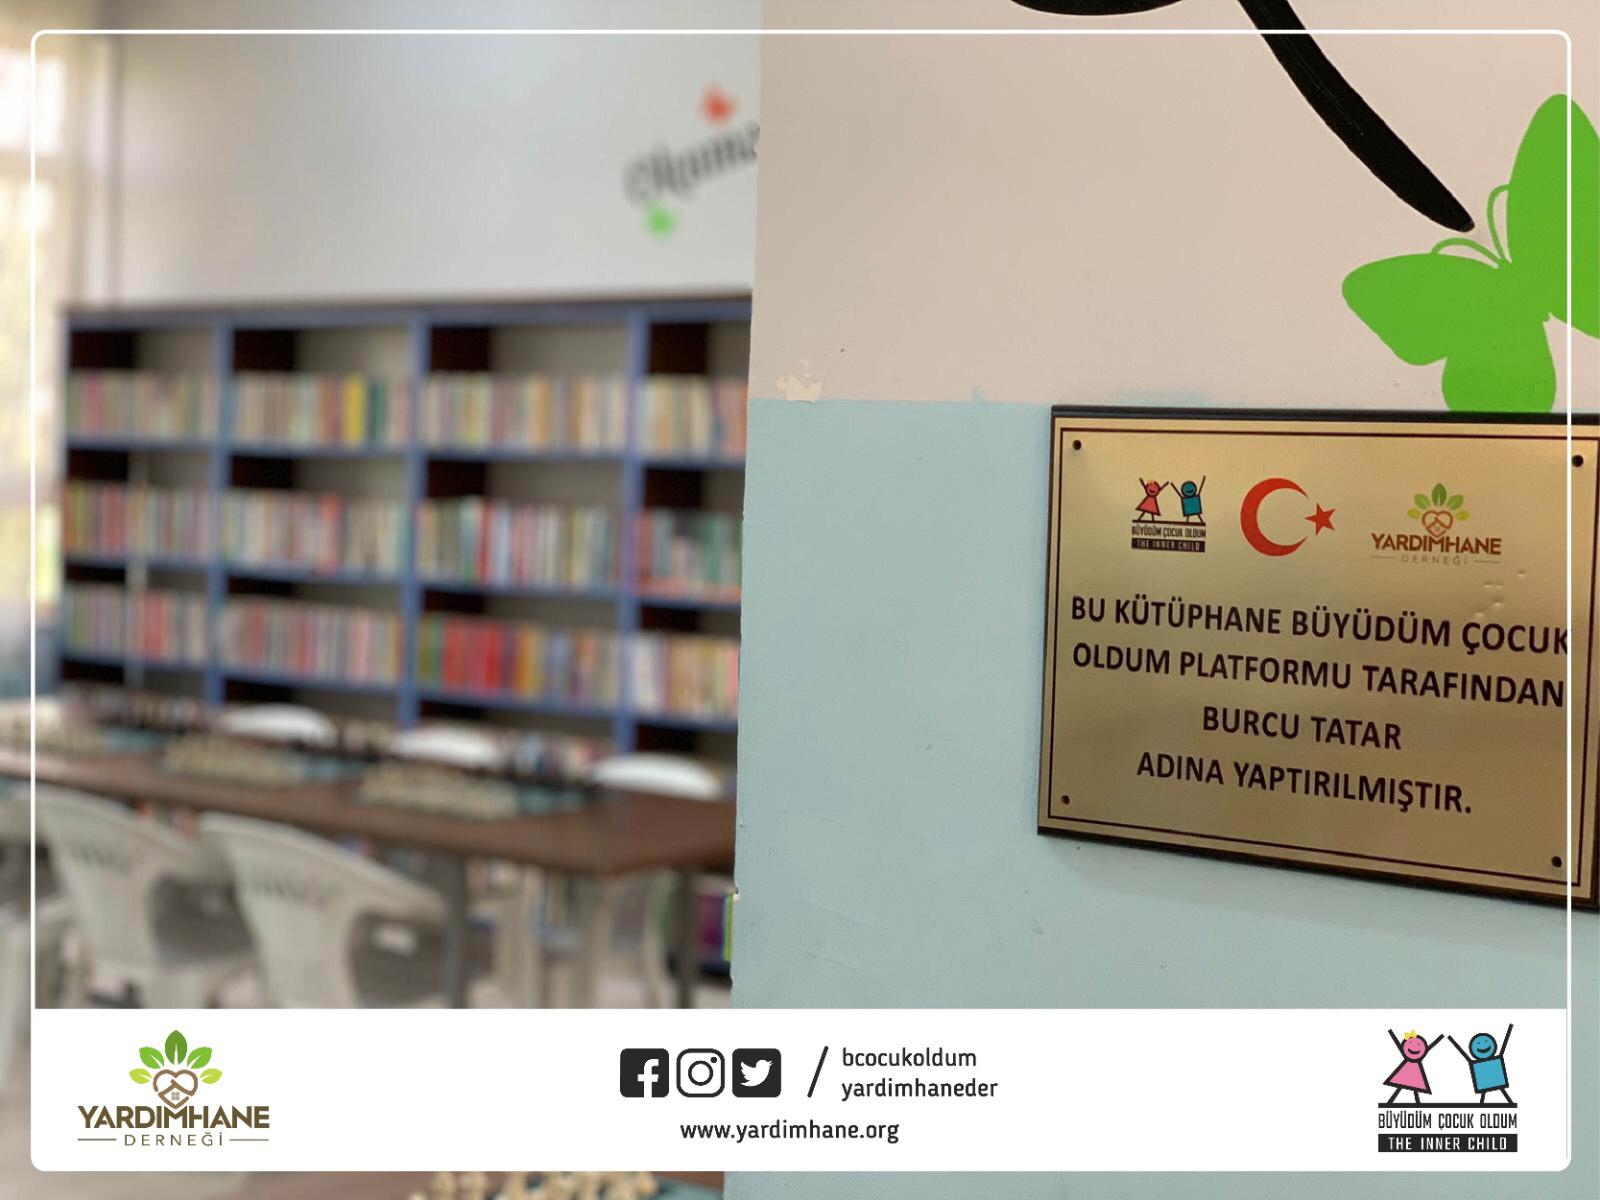 Okuma
BÜYÜDÜM ÇOCUK OLDUM
THE INNER CHILD
YARDIMHANE
DERNEĞİ
BU KÜTÜPHANE BÜYÜDÜM ÇOCUK
OLDUM PLATFORMU TARAFINDAN
BURCU TATAR
ADINA YAPTIRILMIŞTIR.
YARDIMHANE
DERNEĞİ
bcocukoldum
yardimhaneder
www.yardimhane.org
BÜYÜDÜM ÇOCUK OLDUM
THE INNER CHILD